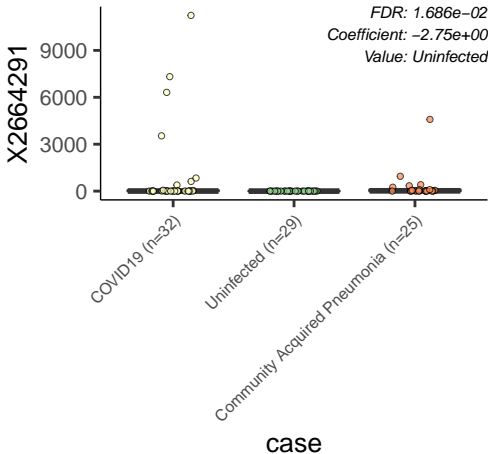 FDR: 1.686e−02
Coefficient: −2.75e+00
Value: Uninfected
X2664291
9000
6000
3000
0
COVID19 (n=32)
Uninfected (n=29)
Community Acquired Pneumonia (n=25)
case